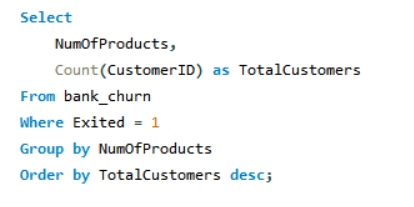 Select
    NumOfProducts,
    Count(CustomerID) as TotalCustomers
From bank_churn
Where Exited = 1
Group by NumOfProducts
Order by TotalCustomers desc;